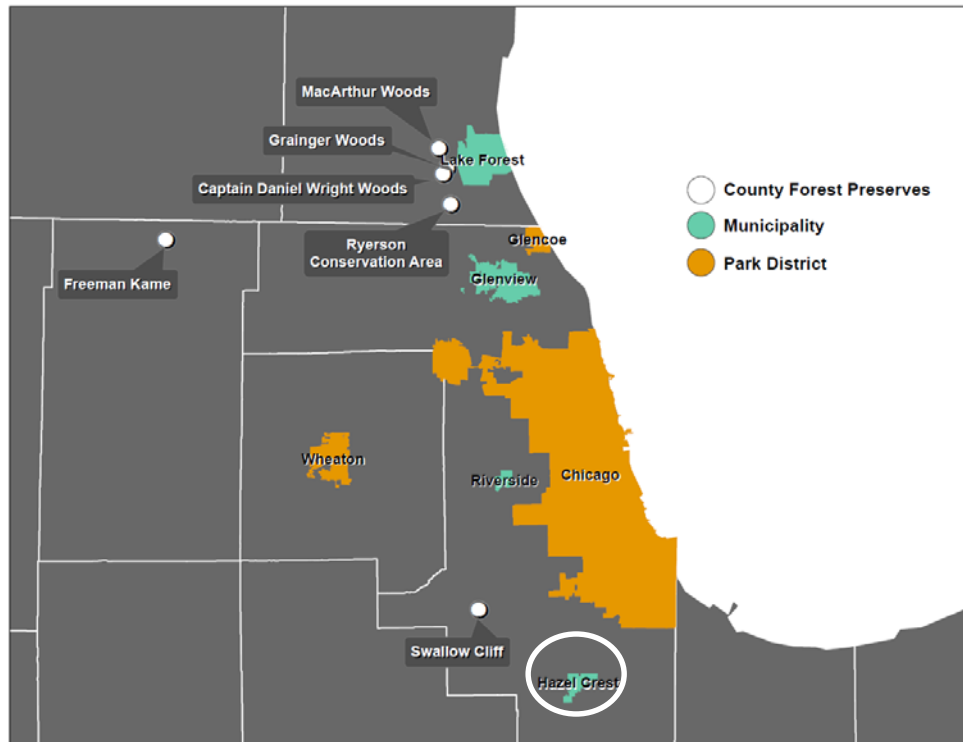 MacArthur Woods
Grainger Woods
Lake Forest
Captain Daniel Wright Woods
County Forest Preserves
Municipality
Ryerson
Conservation Area
Glencoe
Park District
Freeman Kame
Glenview
Wheaton
Riverside
Chicago
Swallow Cliff
Hazel Crest